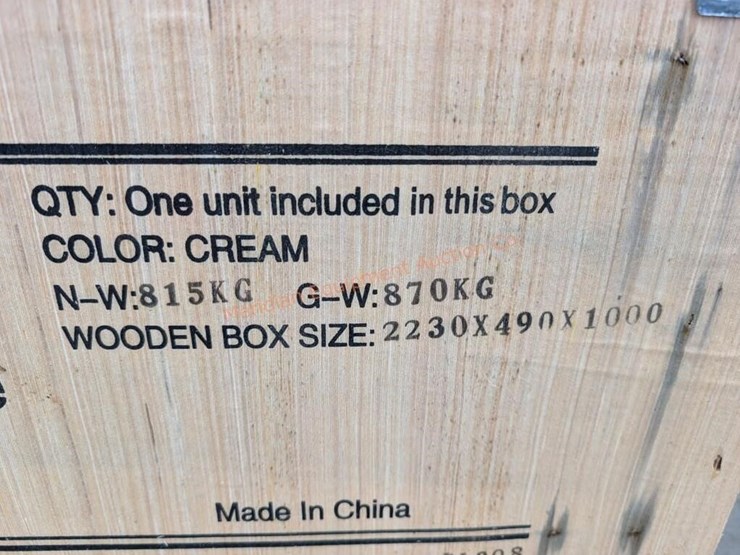 QTY: One unit included in this box
COLOR: CREAM
N-W:815KG G-W:870KG
WOODEN BOX SIZE: 2230X490X1000
Made In China